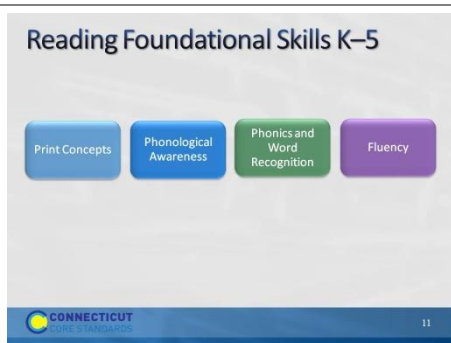 Reading Foundational Skills K–5
Print Concepts
Phonological
Awareness
Phonics and
Word
Recognition
Fluency
CONNECTICUT
CORE STANDARDS
11